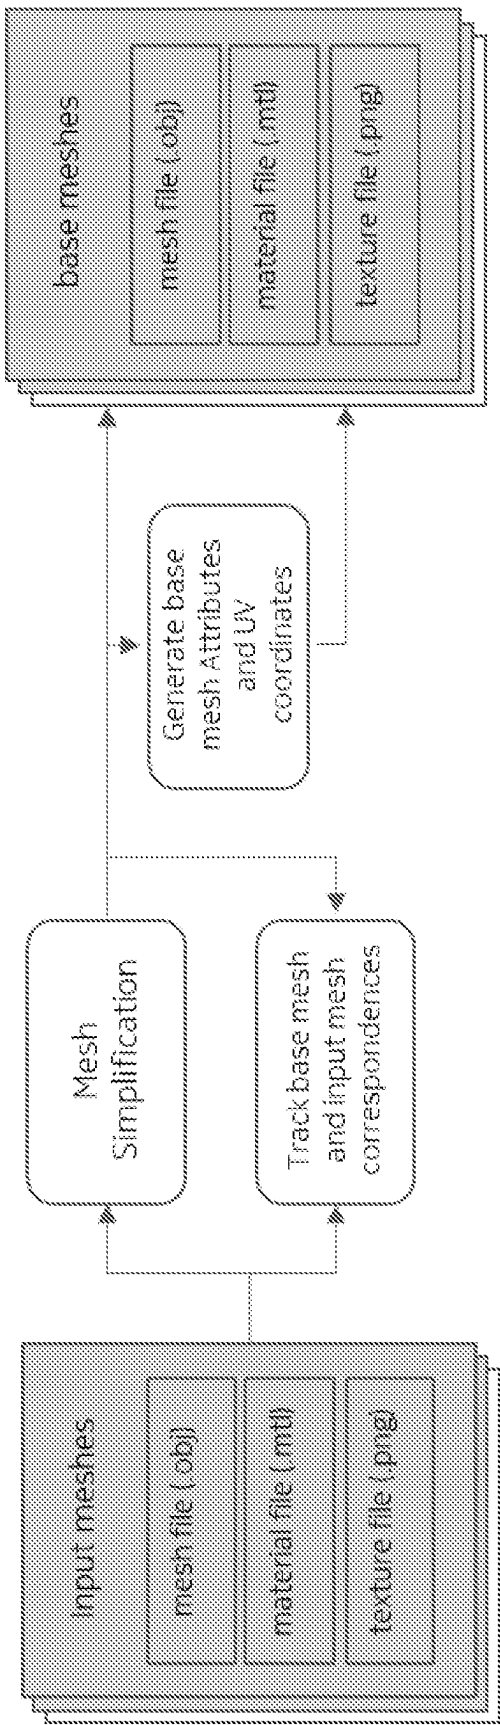 Input meshes
mesh file (.obj)
material file (.mtl)
texture file (.png)
Mesh
Simplification
Track base mesh
and input mesh
correspondences
Generate base
mesh Attributes
and UV
coordinates
base meshes
mesh file (.obj)
material file (.mtl)
texture file (.png)